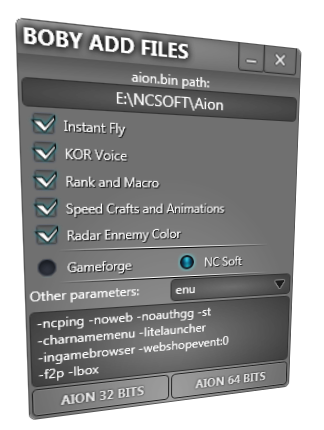 BOBY ADD FILES
aion.bin path:
E:\NCSOFT\Aion
Instant Fly
KOR Voice
Rank and Macro
Speed Crafts and Animations
Radar Ennemy Color
Gameforge NC Soft
Other parameters: enu
-ncping -noweb -noauthgg -st
-charnamemenu -litelauncher
-ingamebrowser -webshopevent:0
-f2p -lbox
AION 32 BITS AION 64 BITS